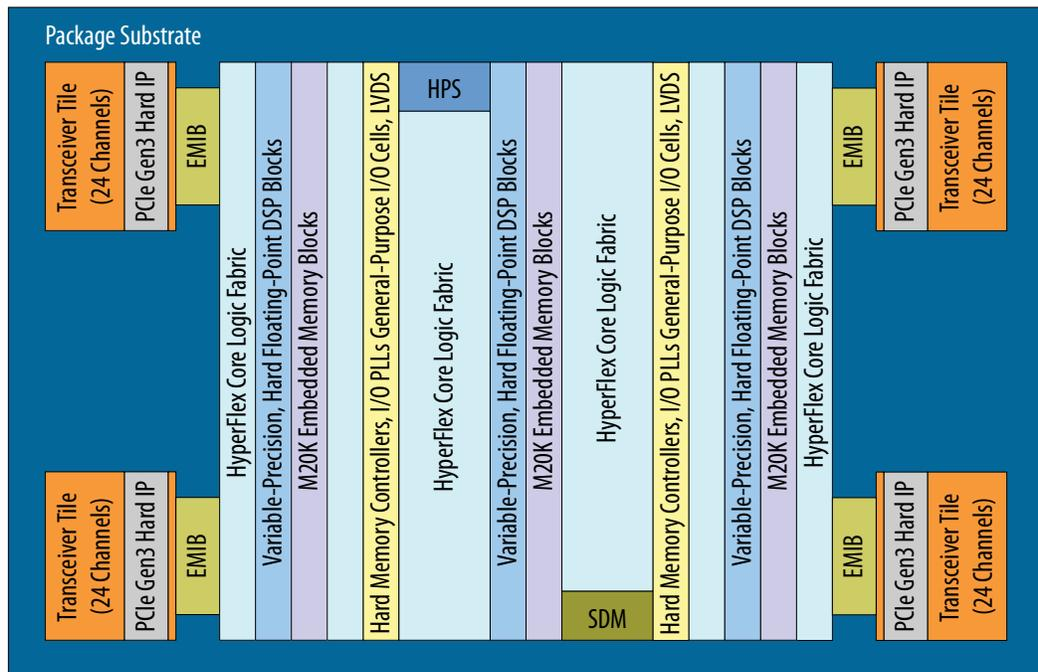 Package Substrate
Transceiver Tile
(24 Channels)
PCIe Gen3 Hard IP
EMIB
Transceiver Tile
(24 Channels)
PCIe Gen3 Hard IP
EMIB
HyperFlex Core Logic Fabric
Variable-Precision, Hard Floating-Point DSP Blocks
M20K Embedded Memory Blocks
Hard Memory Controllers, I/O PLLs General-Purpose I/O Cells, LVDS
HPS
HyperFlex Core Logic Fabric
Variable-Precision, Hard Floating-Point DSP Blocks
M20K Embedded Memory Blocks
HyperFlex Core Logic Fabric
SDM
Hard Memory Controllers, I/O PLLs General-Purpose I/O Cells, LVDS
Variable-Precision, Hard Floating-Point DSP Blocks
M20K Embedded Memory Blocks
HyperFlex Core Logic Fabric
EMIB
PCIe Gen3 Hard IP
Transceiver Tile
(24 Channels)
EMIB
PCIe Gen3 Hard IP
Transceiver Tile
(24 Channels)